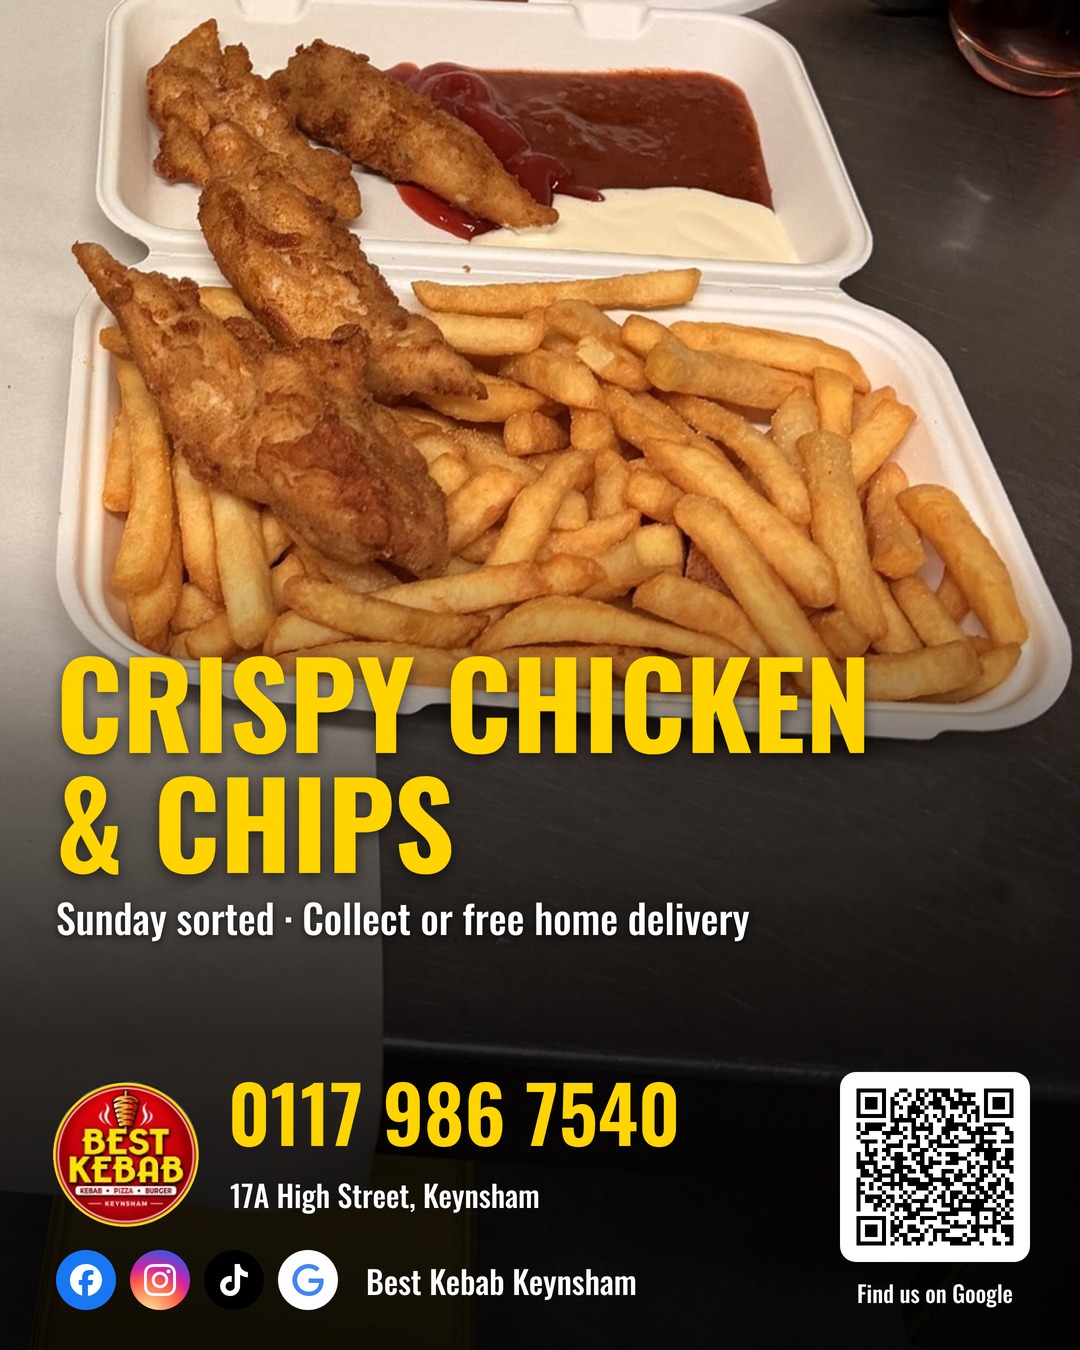 CRISPY CHICKEN
& CHIPS
Sunday sorted · Collect or free home delivery
BEST
KEBAB
KEBAB • PIZZA • BURGER
KEYNSHAM
0117 986 7540
17A High Street, Keynsham
Best Kebab Keynsham
Find us on Google